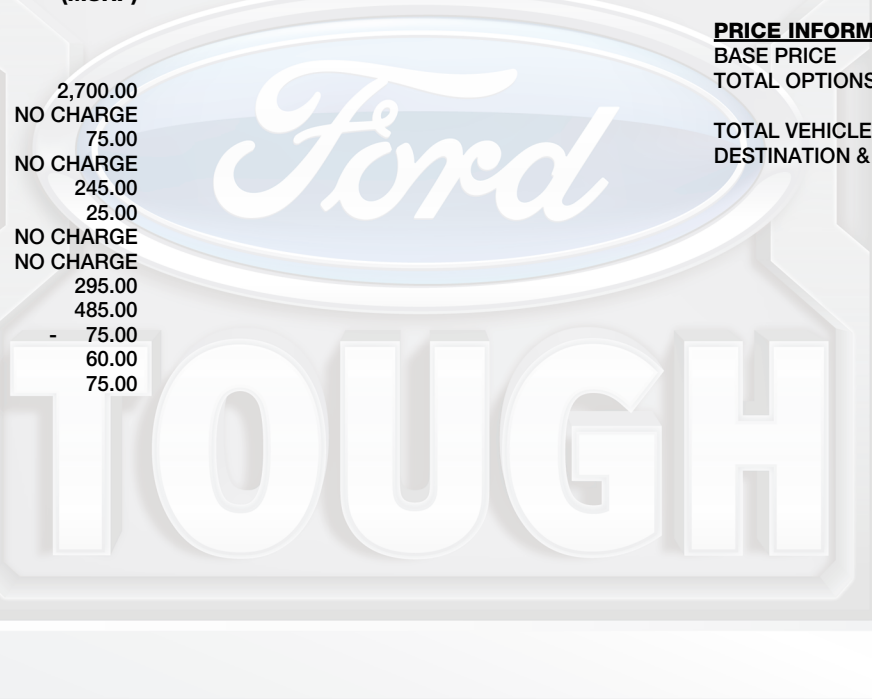 (MSRP)
2,700.00
NO CHARGE
75.00
NO CHARGE
245.00
25.00
NO CHARGE
NO CHARGE
295.00
485.00
- 75.00
60.00
75.00
PRICE INFORM
BASE PRICE
TOTAL OPTIONS
TOTAL VEHICLE
DESTINATION &
Ford
TOUGH